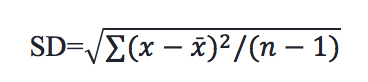 SD=√∑(x − x̄)²/(n − 1)